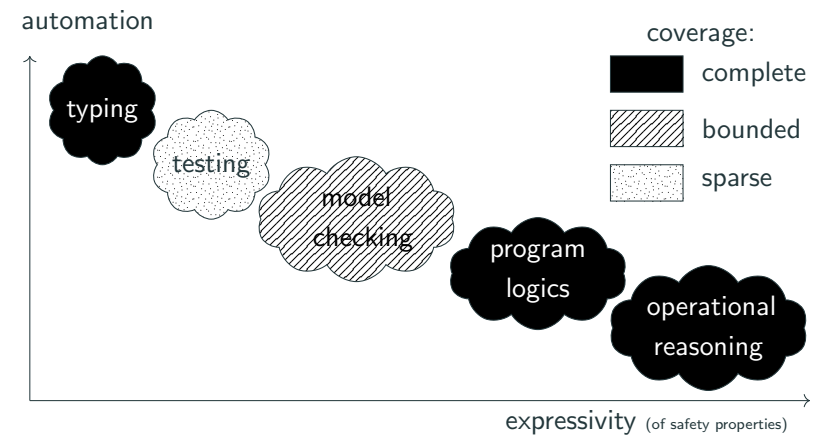 automation
coverage:
complete
bounded
sparse
typing
testing
model
checking
program
logics
operational
reasoning
expressivity (of safety properties)